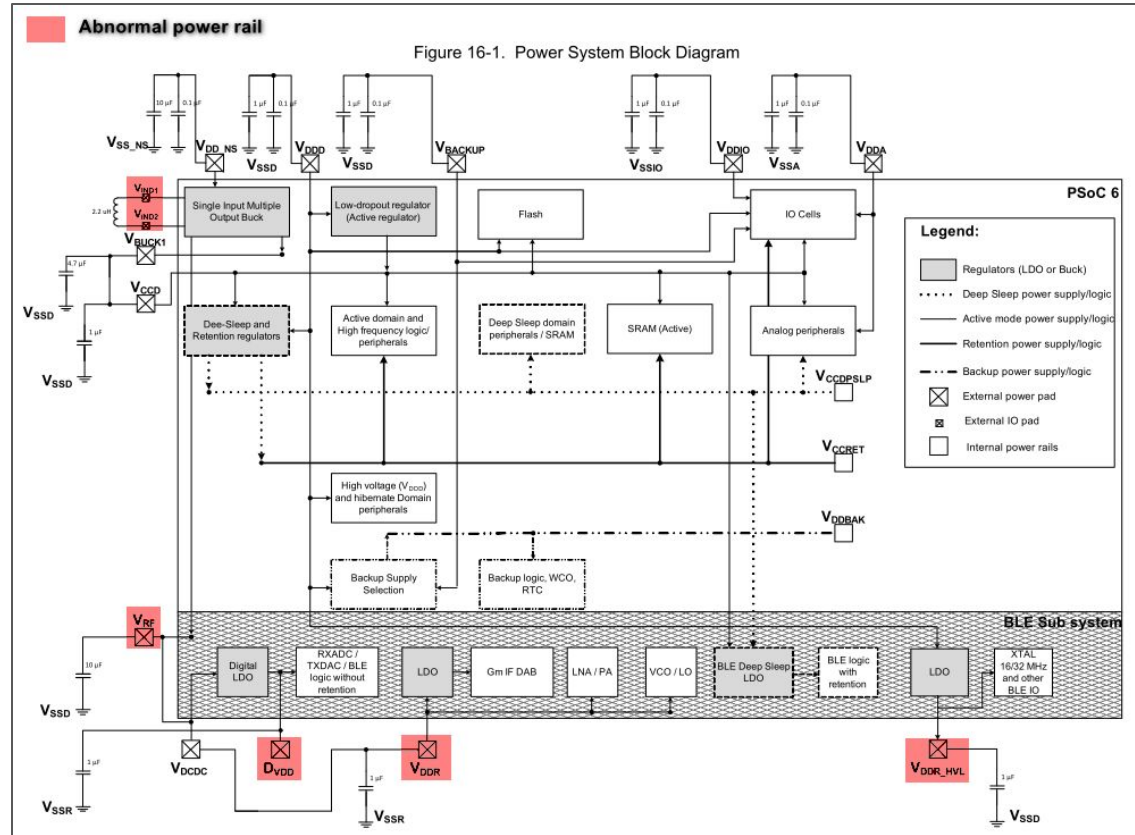 Abnormal power rail
Figure 16-1. Power System Block Diagram
10 µF
0.1 µF
1 µF
0.1 µF
1 µF
0.1 µF
1 µF
0.1 µF
1 µF
0.1 µF
VSS_NS
VDD_NS
VSSD
VDDD
VSSD
VBACKUP
VSSIO
VDDIO
VSSA
VDDA
PSoC 6
VIND1
2.2 uH
VIND2
Single Input Multiple
Output Buck
Low-dropout regulator
(Active regulator)
Flash
IO Cells
Legend:
Regulators (LDO or Buck)
Deep Sleep power supply/logic
Active mode power supply/logic
Retention power supply/logic
Backup power supply/logic
External power pad
External IO pad
Internal power rails
VBUCK1
4.7 µF
VSSD
VCCD
1 µF
VSSD
Dee-Sleep and
Retention regulators
Active domain and
High frequency logic/
peripherals
Deep Sleep domain
peripherals / SRAM
SRAM (Active)
Analog peripherals
VCCDPSLP
VCCRET
High voltage (VDDD)
and hibernate Domain
peripherals
VDDBAK
Backup Supply
Selection
Backup logic, WCO,
RTC
BLE Sub system
VRF
10 µF
VSSD
Digital
LDO
RXADC /
TXDAC / BLE
logic without
retention
LDO
Gm IF DAB
LNA / PA
VCO / LO
BLE Deep Sleep
LDO
BLE logic
with
retention
LDO
XTAL
16/32 MHz
and other
BLE IO
1 µF
VSSR
VDCDC
DVDD
1 µF
VSSR
VDDR
VDDR_HVL
1 µF
VSSD